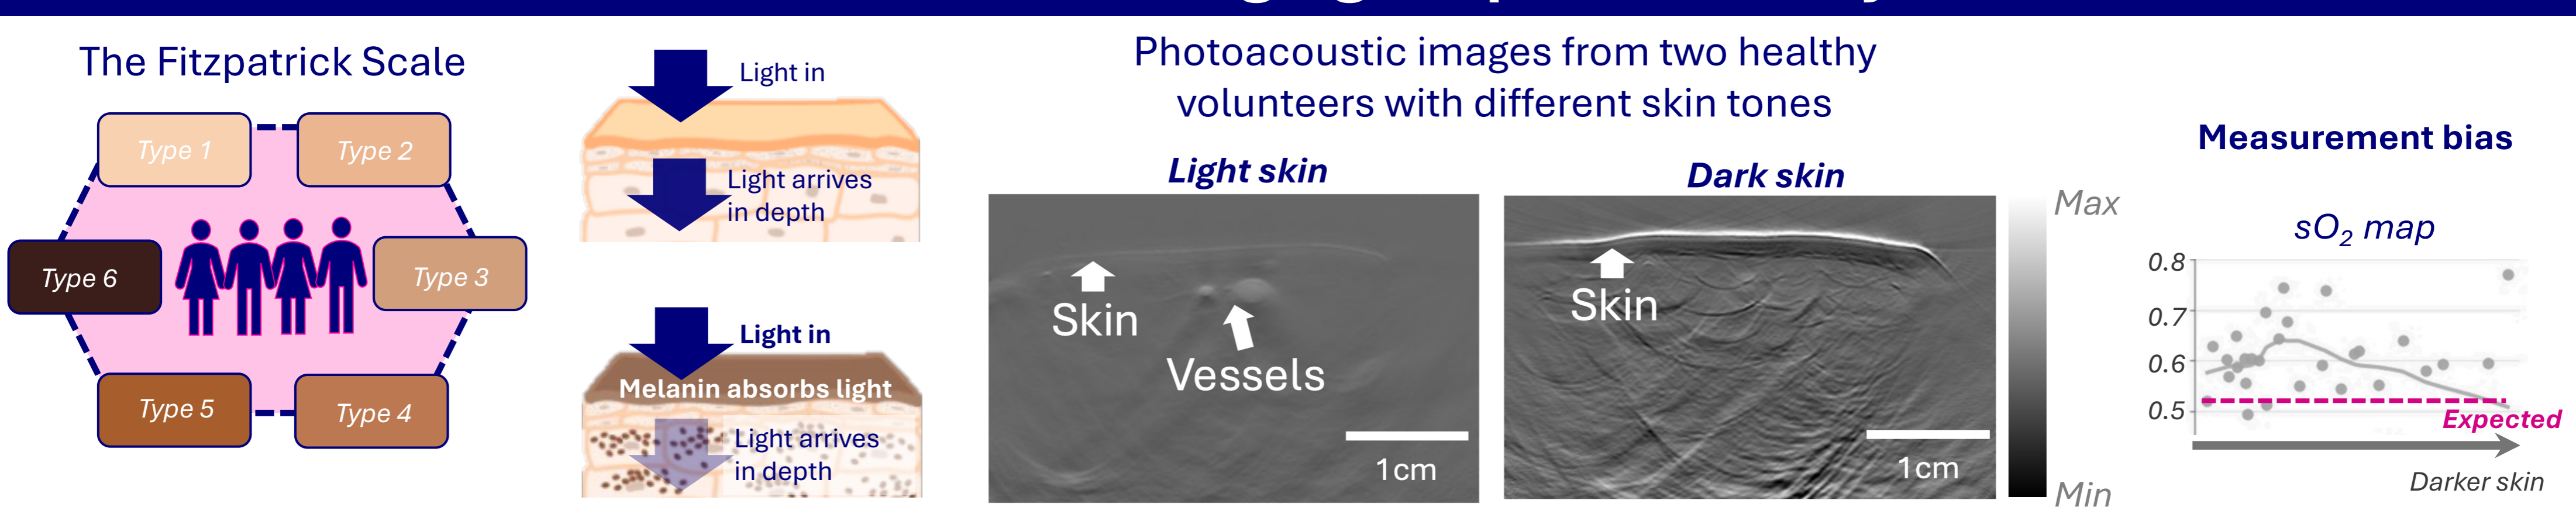 The Fitzpatrick Scale
Type 1
Type 2
Type 6
Type 3
Type 5
Type 4
Light in
Light arrives
in depth
Light in
Melanin absorbs light
Light arrives
in depth
Photoacoustic images from two healthy
volunteers with different skin tones
Light skin
Skin
Vessels
1cm
Dark skin
Skin
1cm
Max
Min
Measurement bias
sO₂ map
0.8
0.7
0.6
0.5
Expected
Darker skin